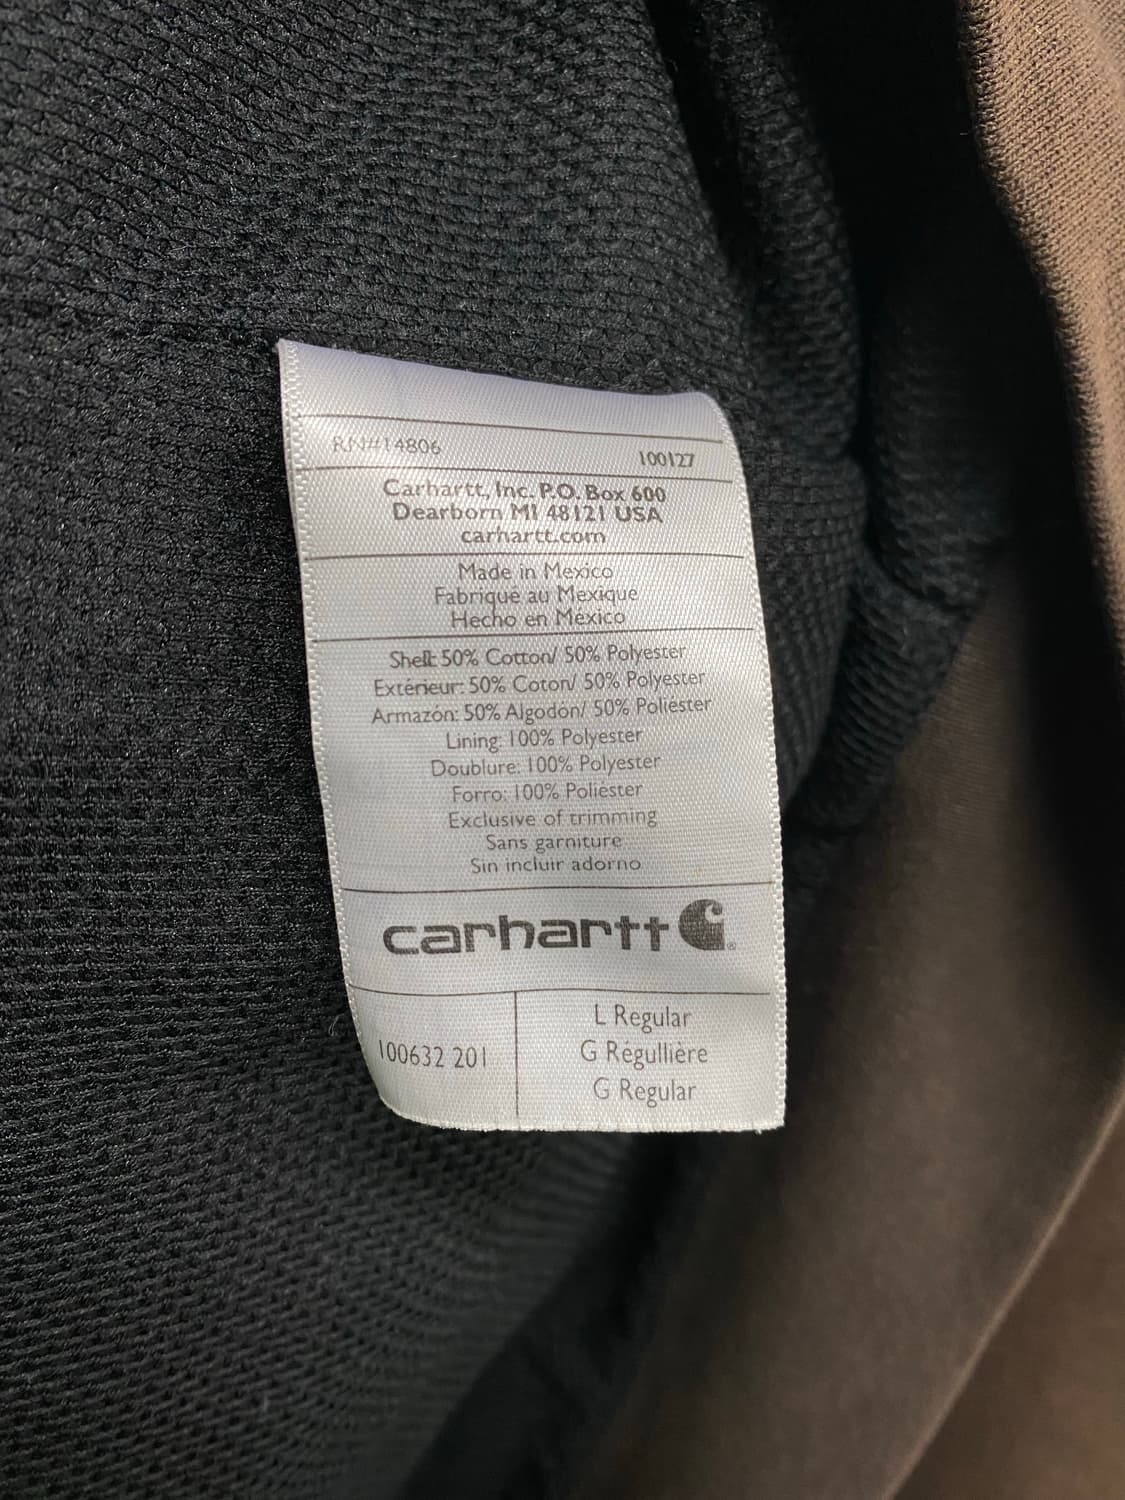 RN#14806 100127
Carhartt, Inc. P.O. Box 600
Dearborn MI 48121 USA
carhartt.com
Made in Mexico
Fabriqué au Mexique
Hecho en México
Shell: 50% Cotton/ 50% Polyester
Extérieur: 50% Coton/ 50% Polyester
Armazón: 50% Algodón/ 50% Poliéster
Lining: 100% Polyester
Doublure: 100% Polyester
Forro: 100% Poliéster
Exclusive of trimming
Sans garniture
Sin incluir adorno
carhartt
100632 201
L Regular
G Régullière
G Regular